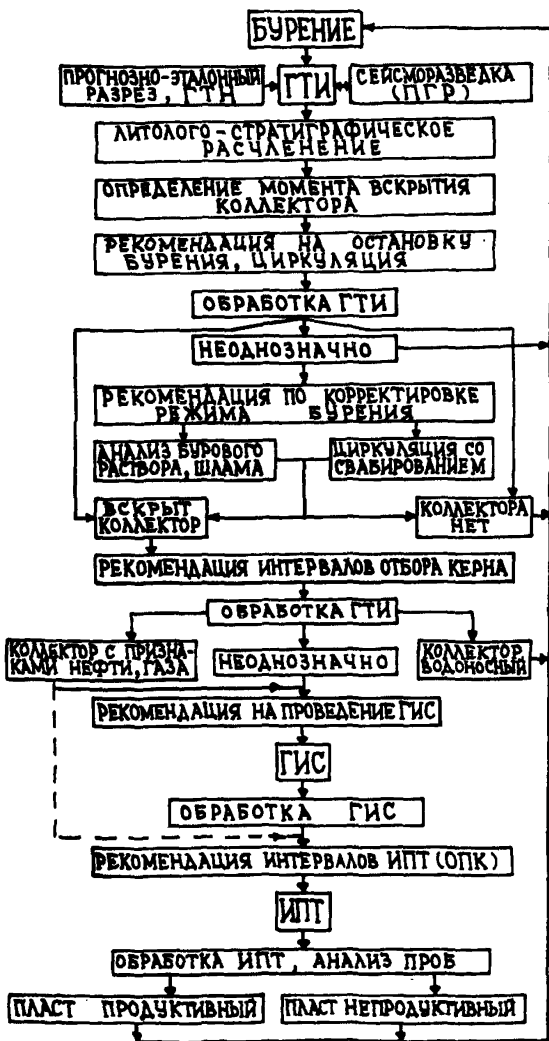 БУРЕНИЕ
ПРОГНОЗНО-ЭТАЛОННЫЙ
РАЗРЕЗ, ГТН
ГТИ
СЕЙСМОРАЗВЕДКА
(ПГР)
ЛИТОЛОГО-СТРАТИГРАФИЧЕСКОЕ
РАСЧЛЕНЕНИЕ
ОПРЕДЕЛЕНИЕ МОМЕНТА ВСКРЫТИЯ
КОЛЛЕКТОРА
РЕКОМЕНДАЦИЯ НА ОСТАНОВКУ
БУРЕНИЯ, ЦИРКУЛЯЦИЯ
ОБРАБОТКА ГТИ
НЕОДНОЗНАЧНО
РЕКОМЕНДАЦИЯ ПО КОРРЕКТИРОВКЕ
РЕЖИМА БУРЕНИЯ
АНАЛИЗ БУРОВОГО
РАСТВОРА, ШЛАМА
ЦИРКУЛЯЦИЯ СО
СВАБИРОВАНИЕМ
ВСКРЫТ
КОЛЛЕКТОР
КОЛЛЕКТОРА
НЕТ
РЕКОМЕНДАЦИЯ ИНТЕРВАЛОВ ОТБОРА КЕРНА
ОБРАБОТКА ГТИ
КОЛЛЕКТОР С ПРИЗНА-
КАМИ НЕФТИ, ГАЗА
НЕОДНОЗНАЧНО
КОЛЛЕКТОР
ВОДОНОСНЫЙ
РЕКОМЕНДАЦИЯ НА ПРОВЕДЕНИЕ ГИС
ГИС
ОБРАБОТКА ГИС
РЕКОМЕНДАЦИЯ ИНТЕРВАЛОВ ИПТ (ОПК)
ИПТ
ОБРАБОТКА ИПТ, АНАЛИЗ ПРОБ
ПЛАСТ ПРОДУКТИВНЫЙ
ПЛАСТ НЕПРОДУКТИВНЫЙ